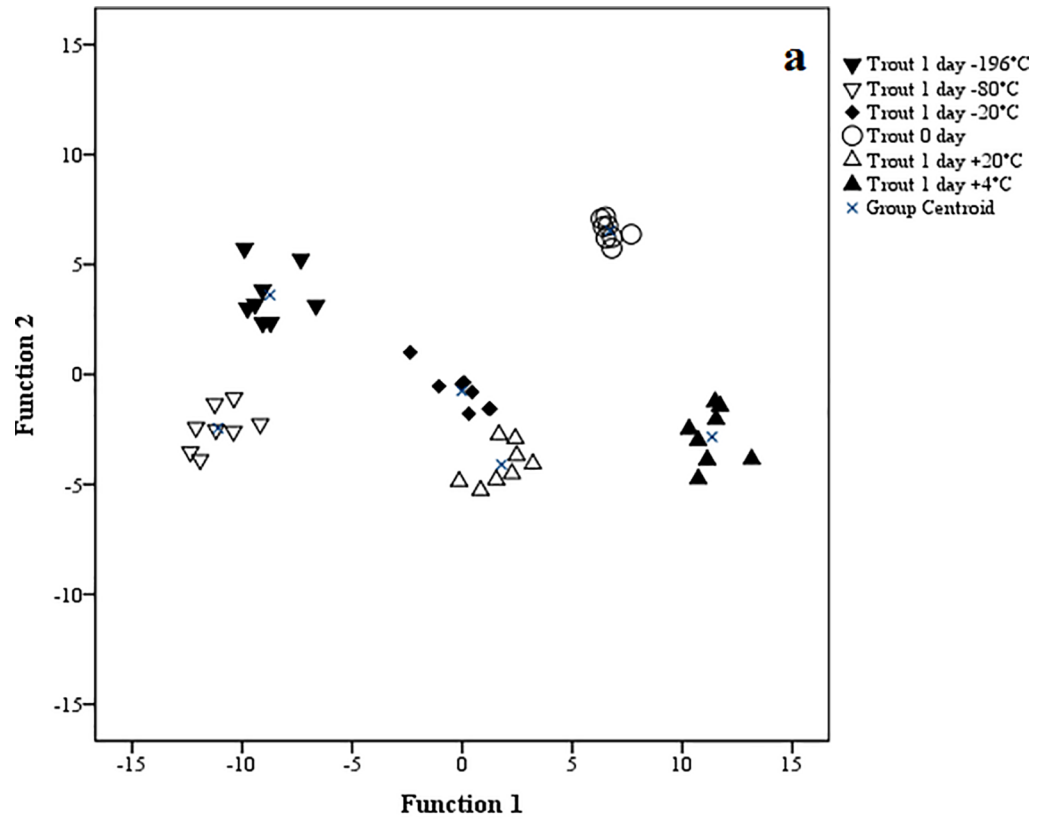 a
15
10
5
0
-5
-10
-15
Function 2
-15
-10
-5
0
5
10
15
Function 1
Trout 1 day -196°C
Trout 1 day -80°C
Trout 1 day -20°C
Trout 0 day
Trout 1 day +20°C
Trout 1 day +4°C
Group Centroid